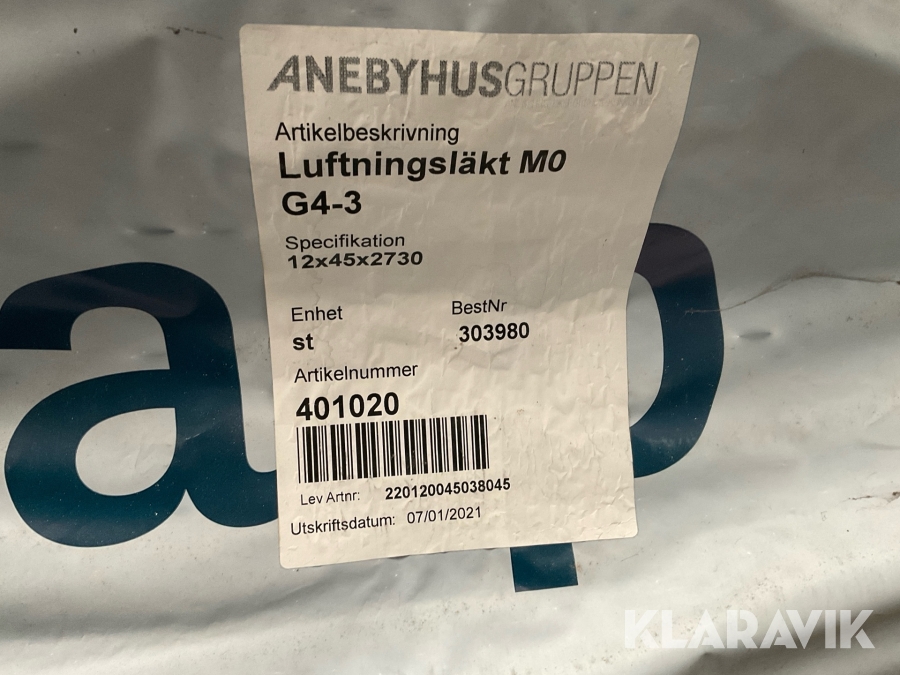 ANEBYHUSGRUPPEN
Artikelbeskrivning
Luftningsläkt M0
G4-3
Specifikation
12x45x2730
Enhet BestNr
st 303980
Artikelnummer
401020
Lev Artnr: 220120045038045
Utskriftsdatum: 07/01/2021
a p
KLARAVIK